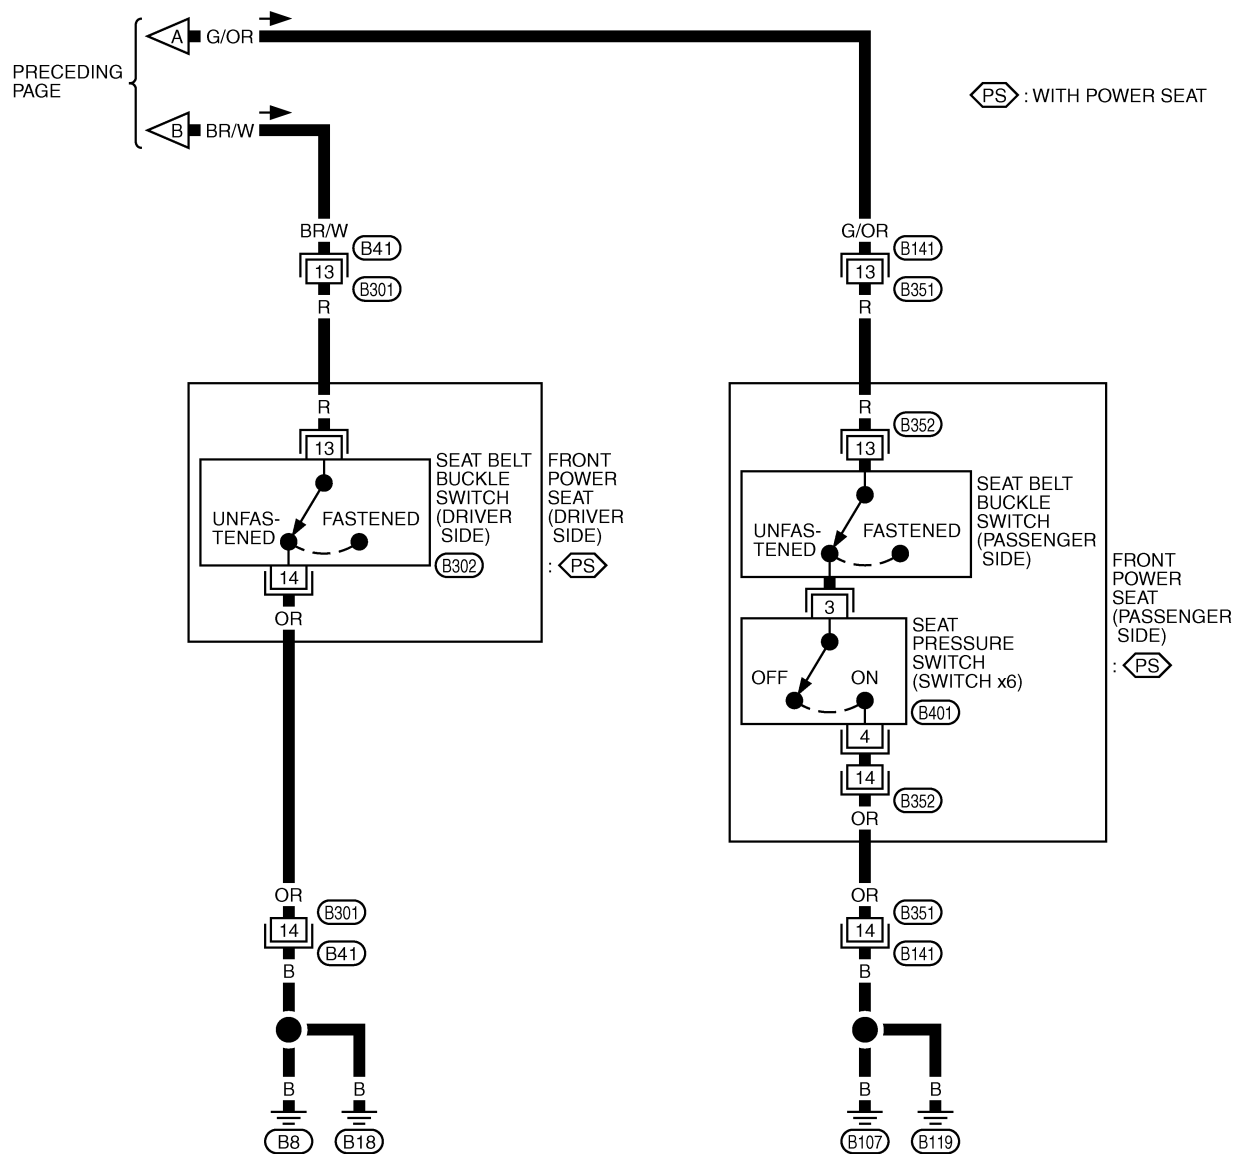 A G/OR
PRECEDING
PAGE
B BR/W
PS : WITH POWER SEAT
BR/W
B41
13
B301
R
G/OR
B141
13
B351
R
R
13
SEAT BELT
BUCKLE
SWITCH
(DRIVER
SIDE)
B302
FRONT
POWER
SEAT
(DRIVER
SIDE)
: PS
UNFAS-
TENED
FASTENED
14
OR
R
B352
13
SEAT BELT
BUCKLE
SWITCH
(PASSENGER
SIDE)
UNFAS-
TENED
FASTENED
3
FRONT
POWER
SEAT
(PASSENGER
SIDE)
: PS
SEAT
PRESSURE
SWITCH
(SWITCH x6)
B401
OFF
ON
4
14
B352
OR
OR
B301
14
B41
B
OR
B351
14
B141
B
B
B
B8
B18
B
B
B107
B119